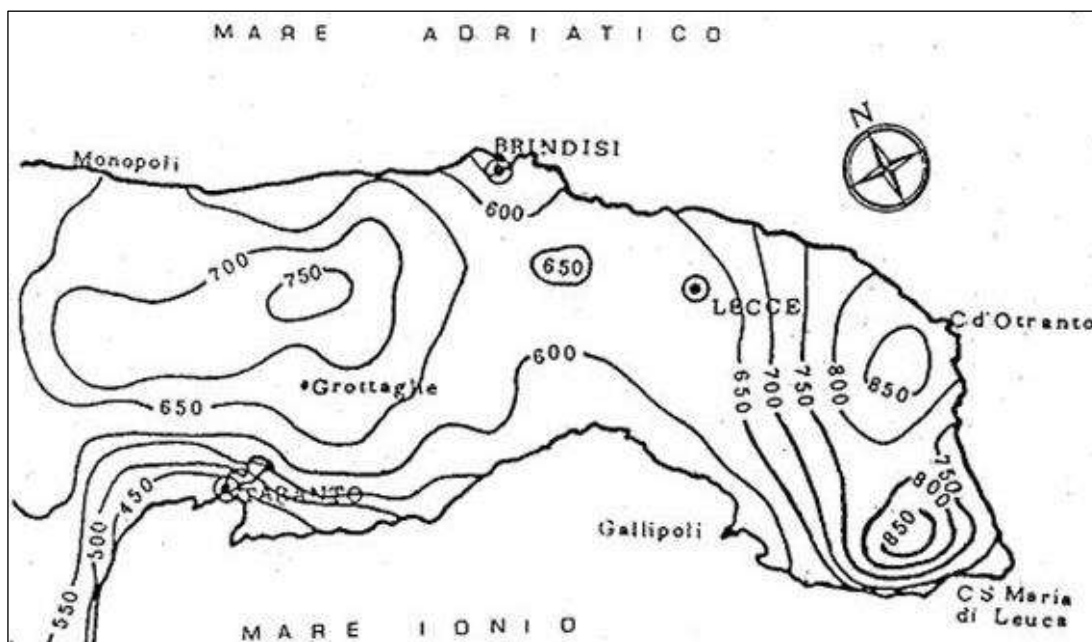 MARE ADRIATICO
N
BRINDISI
Monopoli
600
700
750
650
LECCE
C d'Otranto
600
650
700
750
800
850
Grottaglie
650
TARANTO
450
500
550
Gallipoli
750
800
850
C S Maria
di Leuca
MARE IONIO